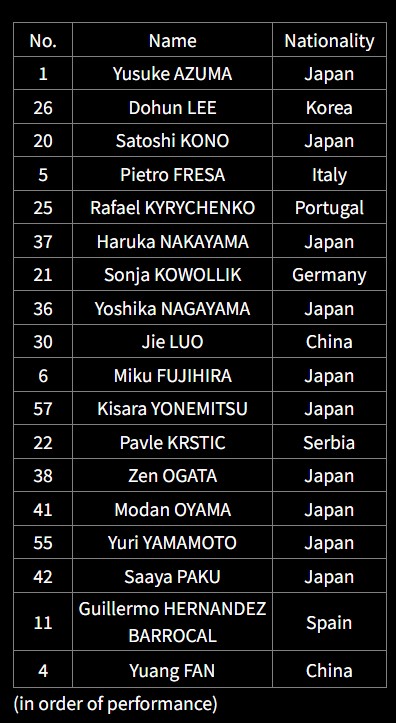 No. Name Nationality
1 Yusuke AZUMA Japan
26 Dohun LEE Korea
20 Satoshi KONO Japan
5 Pietro FRESA Italy
25 Rafael KYRYCHENKO Portugal
37 Haruka NAKAYAMA Japan
21 Sonja KOWOLLIK Germany
36 Yoshika NAGAYAMA Japan
30 Jie LUO China
6 Miku FUJIHIRA Japan
57 Kisara YONEMITSU Japan
22 Pavle KRSTIC Serbia
38 Zen OGATA Japan
41 Modan OYAMA Japan
55 Yuri YAMAMOTO Japan
42 Saaya PAKU Japan
11 Guillermo HERNANDEZ
BARROCAL Spain
4 Yuang FAN China
(in order of performance)